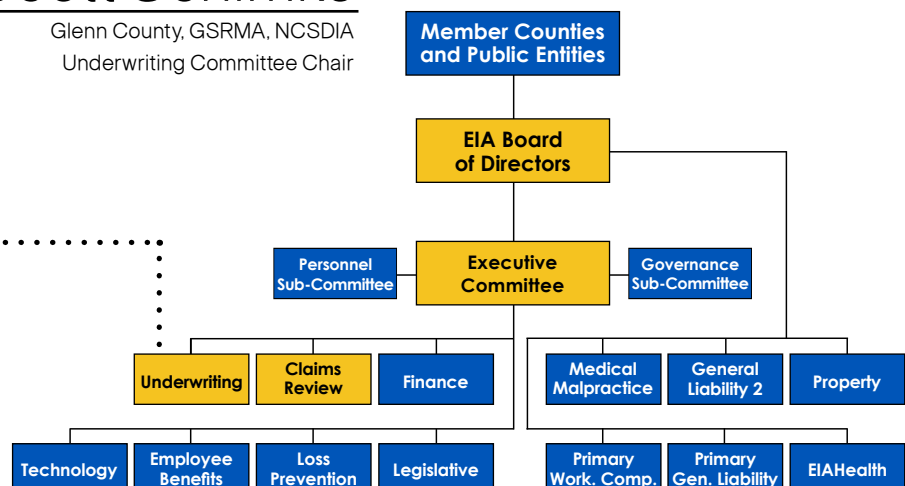 Glenn County, GSRMA, NCSDIA
Underwriting Committee Chair
Member Counties
and Public Entities
EIA Board
of Directors
Personnel
Sub-Committee
Executive
Committee
Governance
Sub-Committee
Underwriting
Claims
Review
Finance
Medical
Malpractice
General
Liability 2
Property
Technology
Employee
Benefits
Loss
Prevention
Legislative
Primary
Work. Comp.
Primary
Gen. Liability
EIAHealth